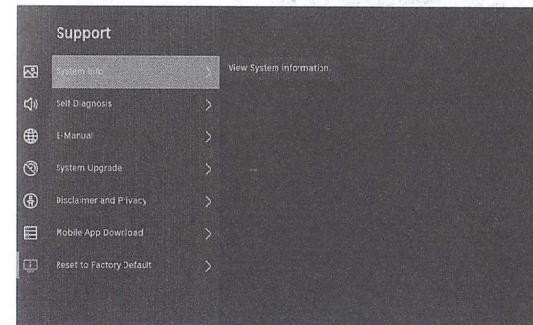 Support
System Info
View System information.
Self Diagnosis
E-Manual
System Upgrade
Disclaimer and Privacy
Mobile App Download
Reset to Factory Default